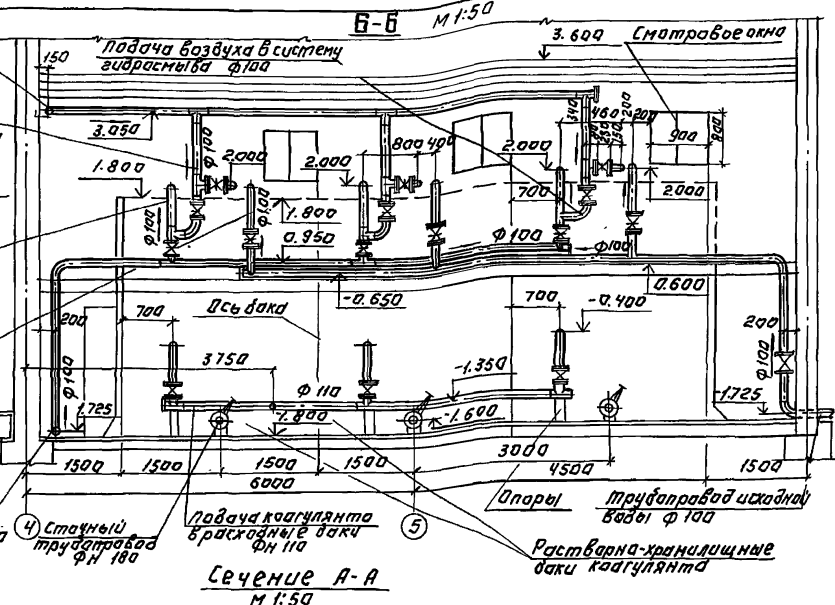 Б-Б М 1:50
Подача воздуха в систему
гидросмыва Ф100
3.600
Смотровое окно
150
3.050
Ф100
340
460
200
200
900
800
1.800
2.000
2.000
800 400
2.000
700
2.000
Ф100
Ф100
1.800
0.950
Ф100
Ф100
-0.650
0.600
200
700
Ось бака
700
-0.400
200
3750
Ф100
Ф110
-1.350
Ф100
1.725
-1.800
-1.600
-1.725
1500
1500
1500
1500
3000
4500
1500
6000
Опоры
Трубопровод исходной
воды Ф100
4
Сточный
трубопровод
ФН 180
Подача коагулянта
в расходные баки
ФН 110
5
Растворно-хранилищные
баки коагулянта
Сечение А-А
М 1:50